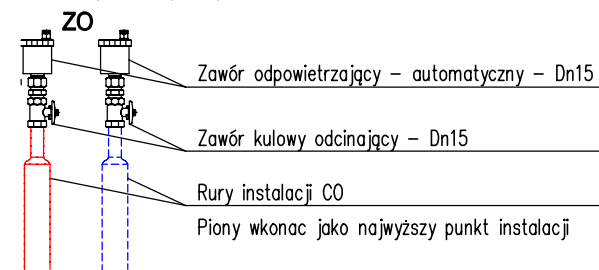 ZO
Zawór odpowietrzający - automatyczny - Dn15
Zawór kulowy odcinający - Dn15
Rury instalacji CO
Piony wkonac jako najwyższy punkt instalacji